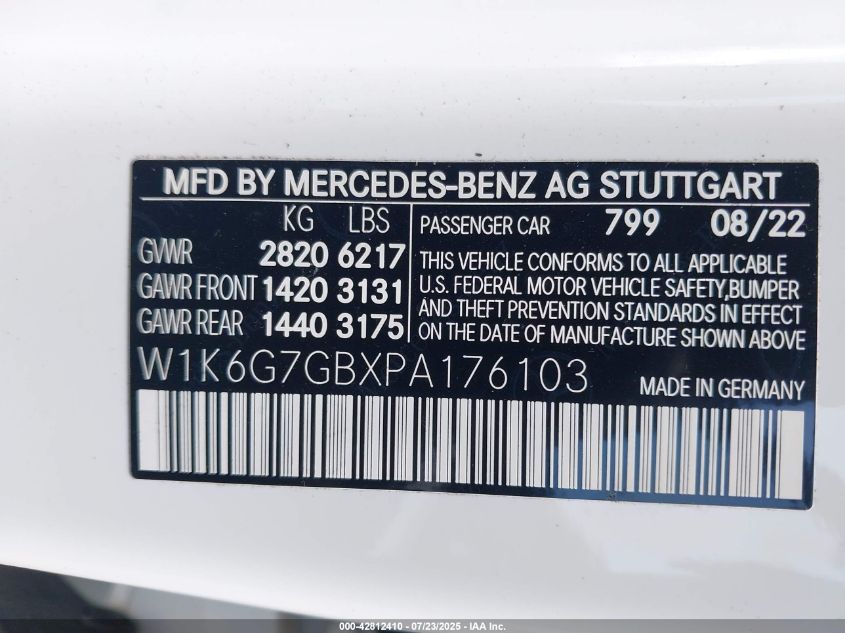 MFD BY MERCEDES-BENZ AG STUTTGART
KG LBS
GVWR 2820 6217
GAWR FRONT 1420 3131
GAWR REAR 1440 3175
PASSENGER CAR 799 08/22
THIS VEHICLE CONFORMS TO ALL APPLICABLE
U.S. FEDERAL MOTOR VEHICLE SAFETY,BUMPER
AND THEFT PREVENTION STANDARDS IN EFFECT
ON THE DATE OF MANUFACTURE SHOWN ABOVE
W1K6G7GBXPA176103
MADE IN GERMANY
000-42812410 - 07/23/2025 - IAA Inc.